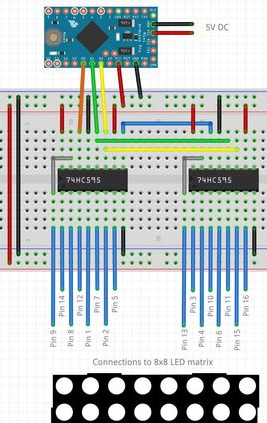 5V DC
74HC595
74HC595
Pin 9
Pin 14
Pin 8
Pin 12
Pin 1
Pin 7
Pin 2
Pin 5
Pin 13
Pin 3
Pin 4
Pin 10
Pin 6
Pin 11
Pin 15
Pin 16
Connections to 8x8 LED matrix